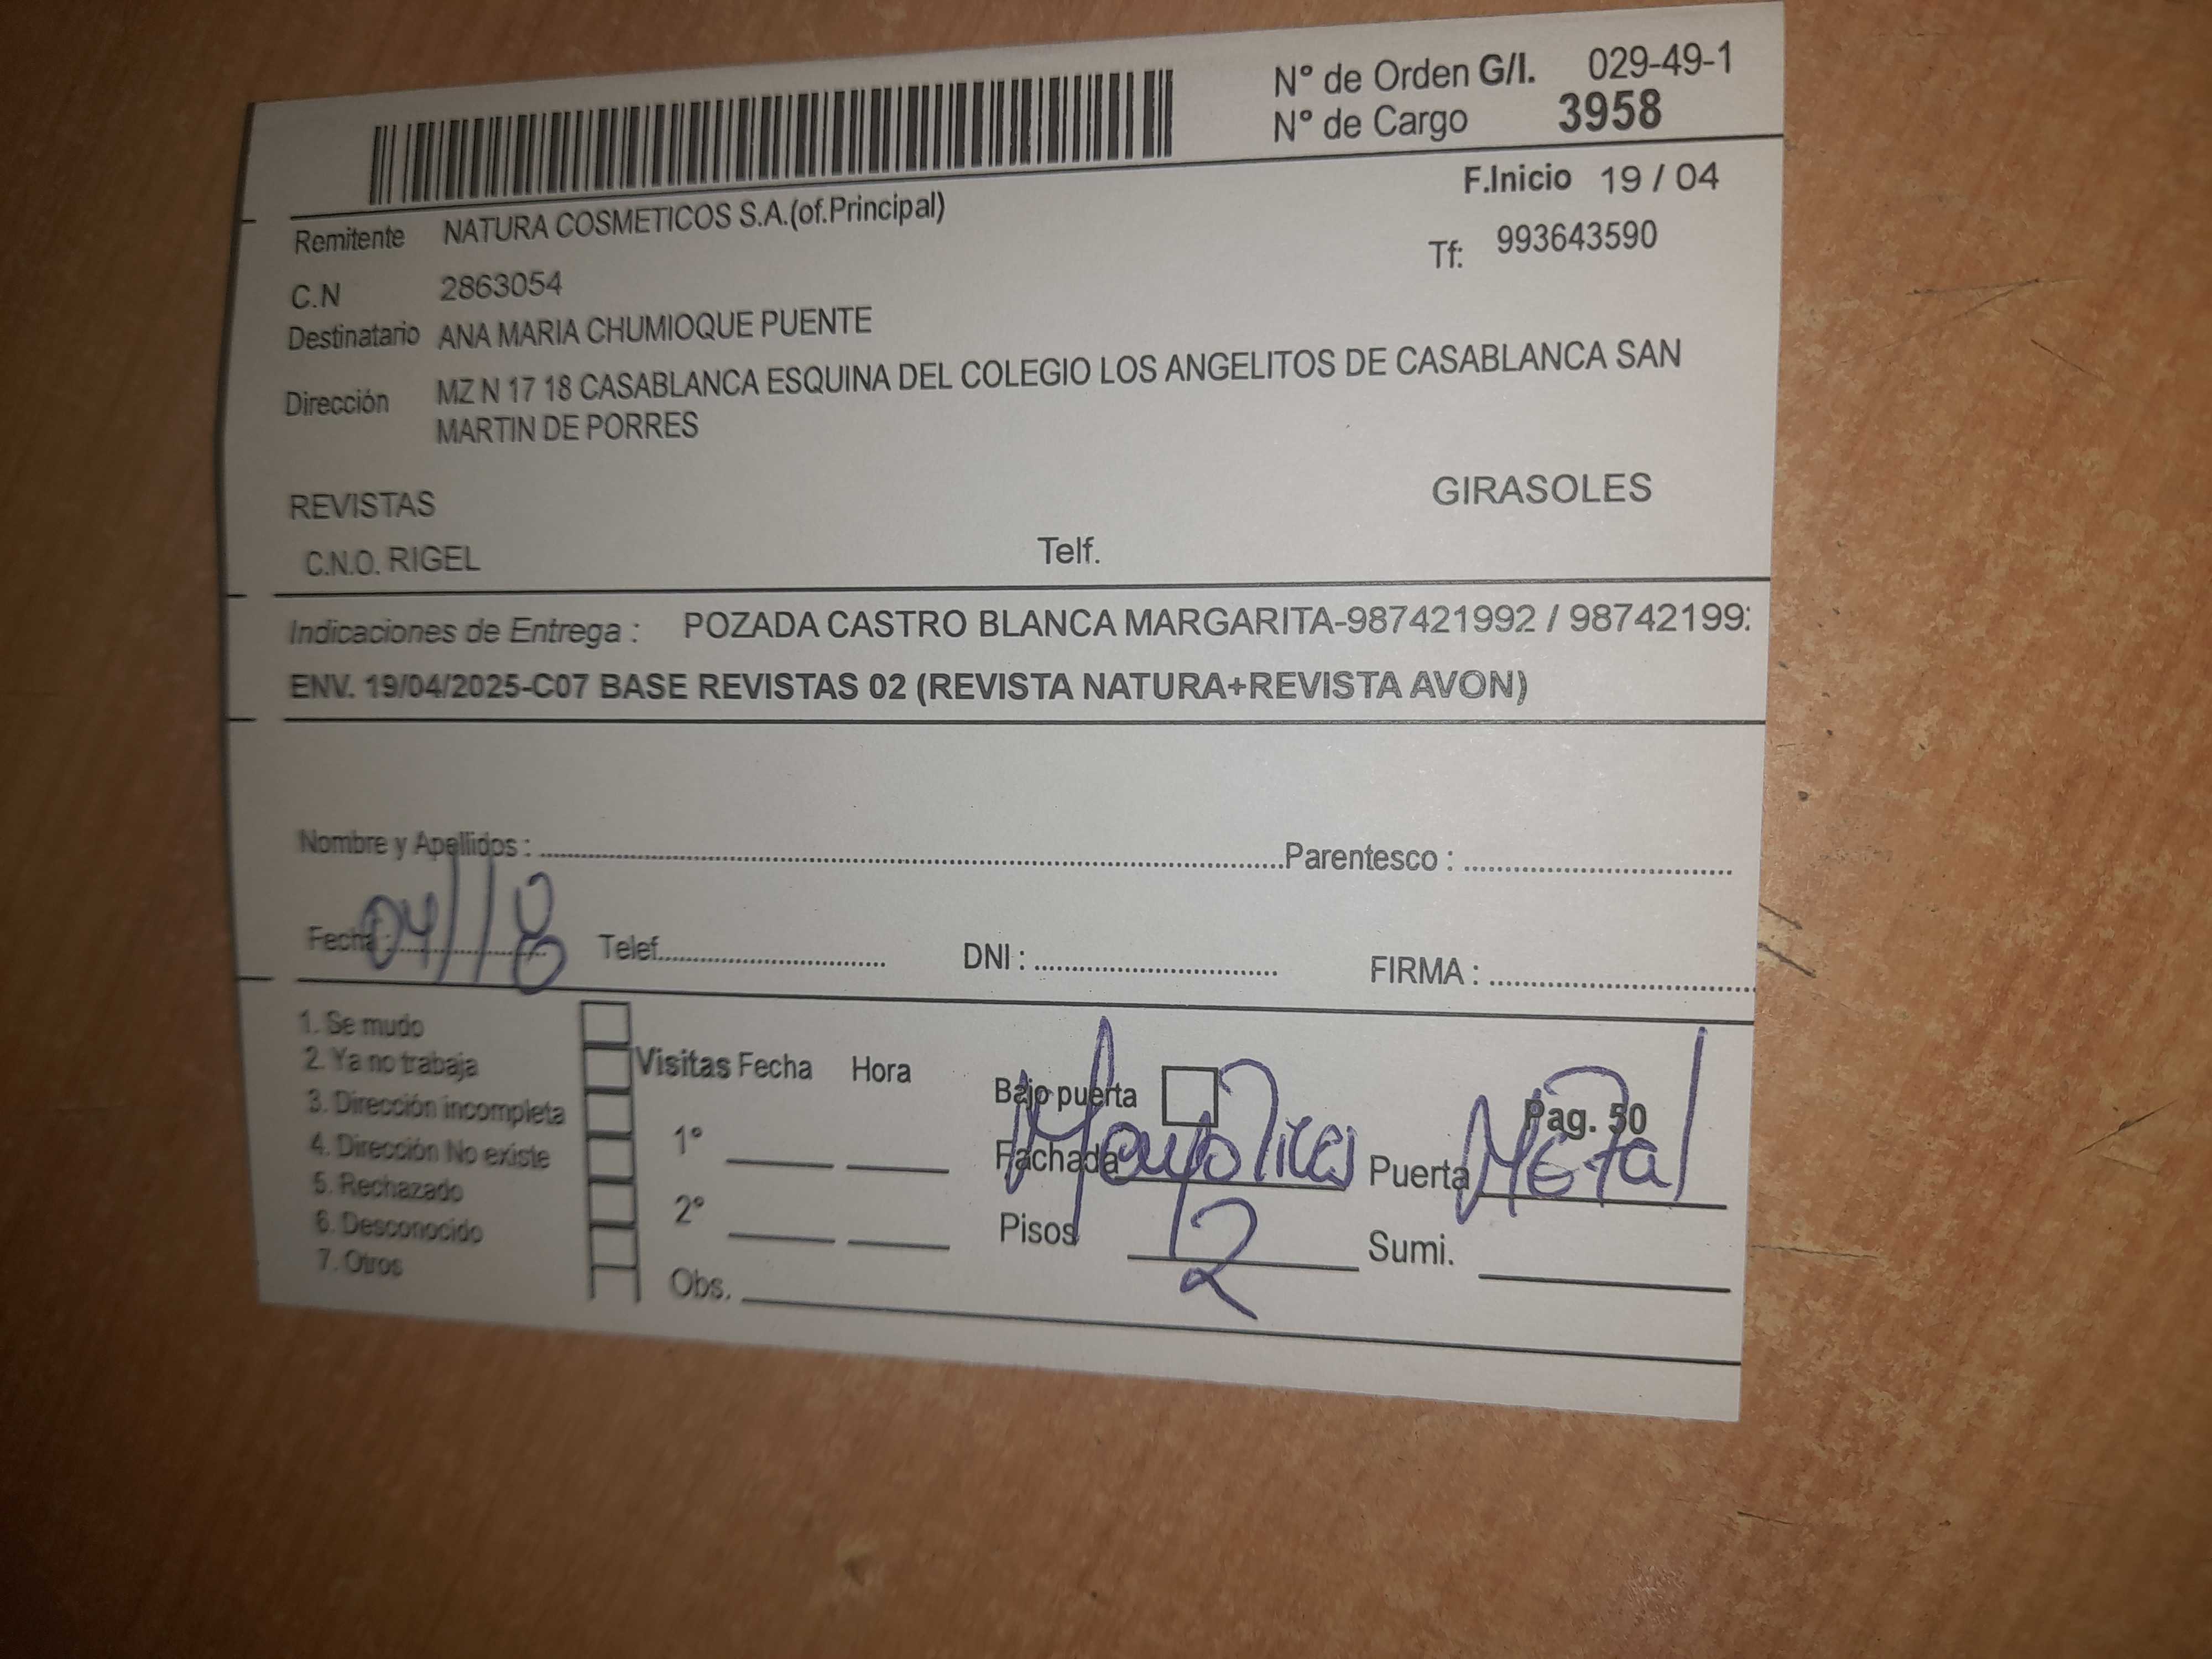 N° de Orden G/I. 029-49-1
N° de Cargo 3958
F.Inicio 19 / 04
Remitente NATURA COSMETICOS S.A.(of.Principal)
Tf: 993643590
C.N 2863054
Destinatario ANA MARIA CHUMIOQUE PUENTE
Dirección MZ N 17 18 CASABLANCA ESQUINA DEL COLEGIO LOS ANGELITOS DE CASABLANCA SAN
MARTIN DE PORRES
REVISTAS GIRASOLES
C.N.O. RIGEL Telf.
Indicaciones de Entrega : POZADA CASTRO BLANCA MARGARITA-987421992 / 98742199
ENV. 19/04/2025-C07 BASE REVISTAS 02 (REVISTA NATURA+REVISTA AVON)
Nombre y Apellidos : Parentesco :
Fecha : Telef. DNI : FIRMA :
1. Se mudo
2. Ya no trabaja Visitas Fecha Hora Bajo puerta Pag. 50
3. Dirección incompleta
4. Dirección No existe 1° Fachada Mayolica Puerta Metal
5. Rechazado
6. Desconocido 2° Pisos 2 Sumi.
7. Otros Obs.